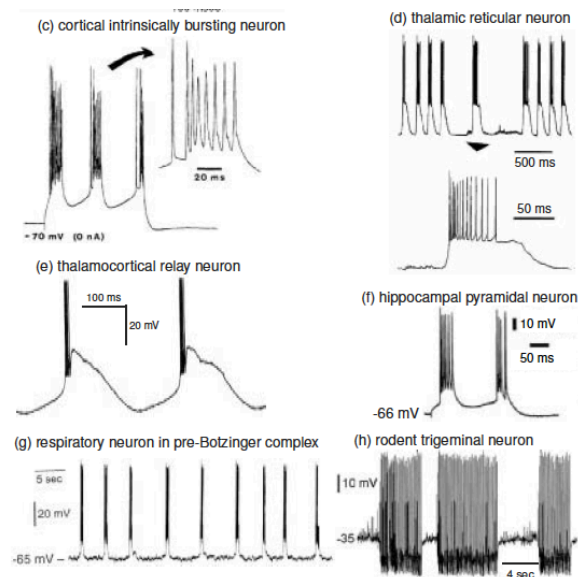 (c) cortical intrinsically bursting neuron
20 ms
-70 mV (0 nA)
(d) thalamic reticular neuron
500 ms
50 ms
(e) thalamocortical relay neuron
100 ms
20 mV
(f) hippocampal pyramidal neuron
10 mV
50 ms
-66 mV
(g) respiratory neuron in pre-Botzinger complex
5 sec
20 mV
-65 mV
(h) rodent trigeminal neuron
10 mV
-35
4 sec